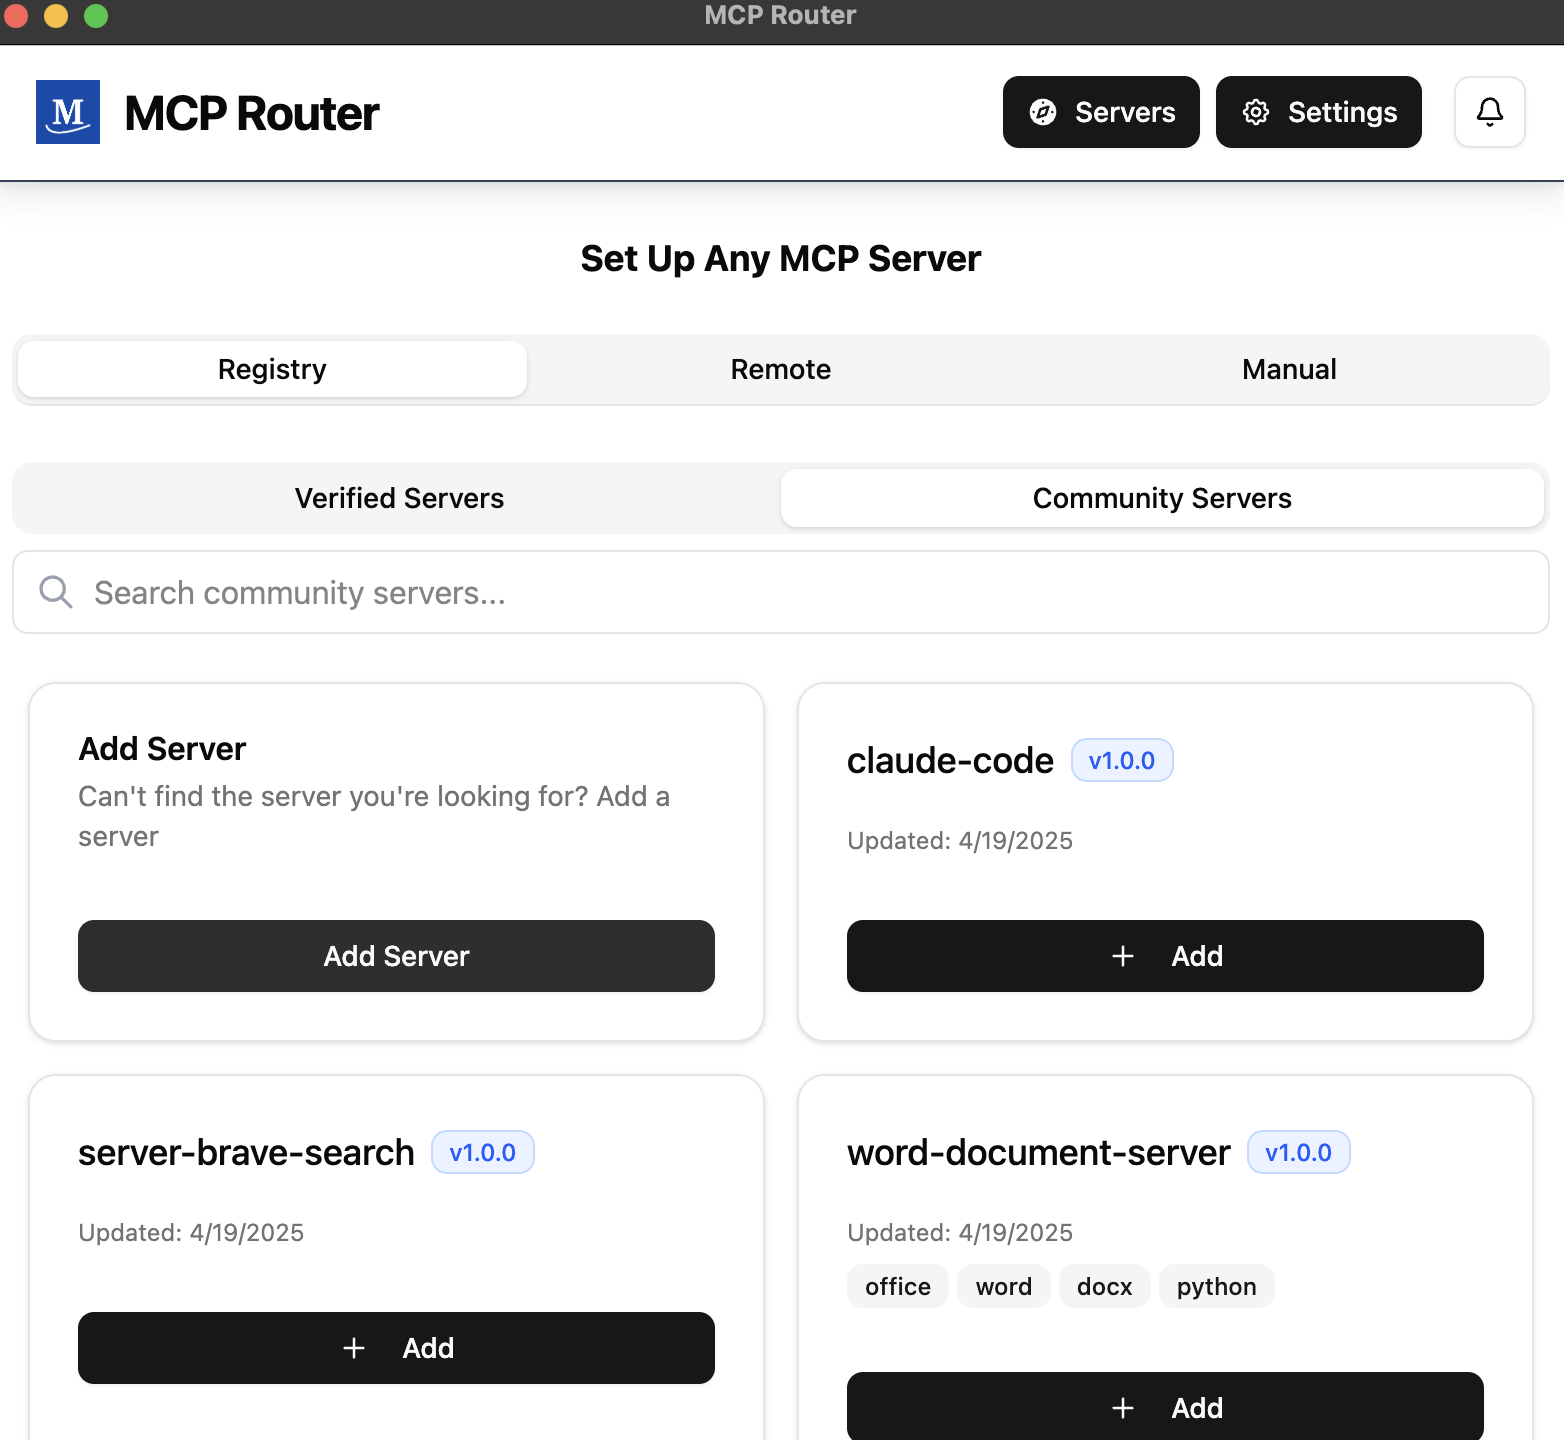 MCP Router
M
MCP Router
Servers
Settings
Set Up Any MCP Server
Registry
Remote
Manual
Verified Servers
Community Servers
Search community servers...
Add Server
Can't find the server you're looking for? Add a
server
Add Server
claude-code
v1.0.0
Updated: 4/19/2025
Add
server-brave-search
v1.0.0
Updated: 4/19/2025
Add
word-document-server
v1.0.0
Updated: 4/19/2025
office
word
docx
python
Add